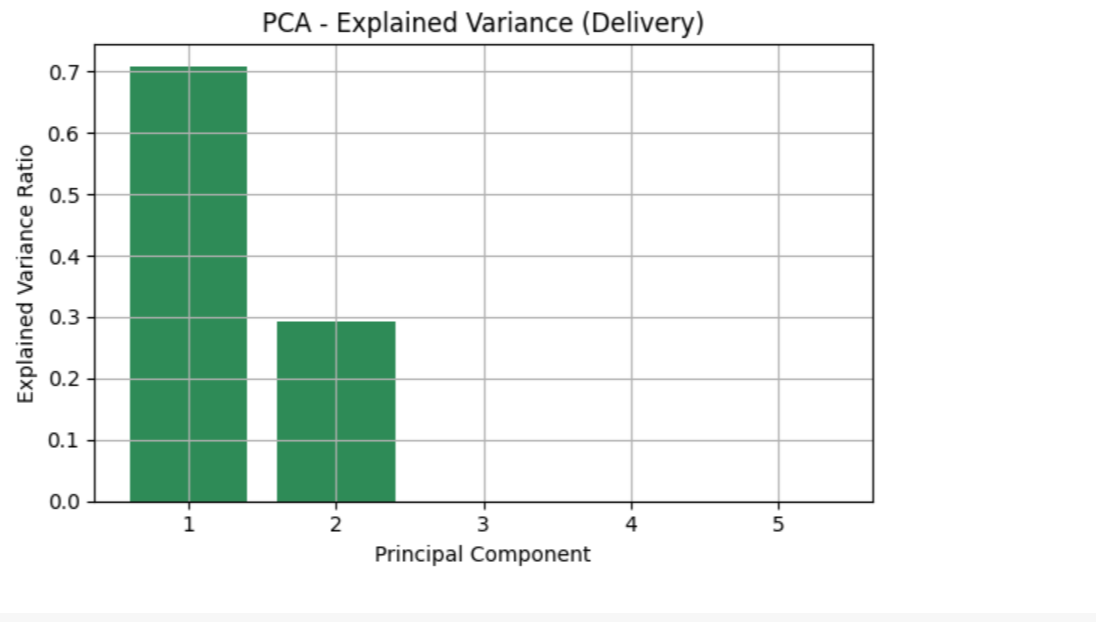 PCA - Explained Variance (Delivery)
Explained Variance Ratio
0.7
0.6
0.5
0.4
0.3
0.2
0.1
0.0
1 2 3 4 5
Principal Component